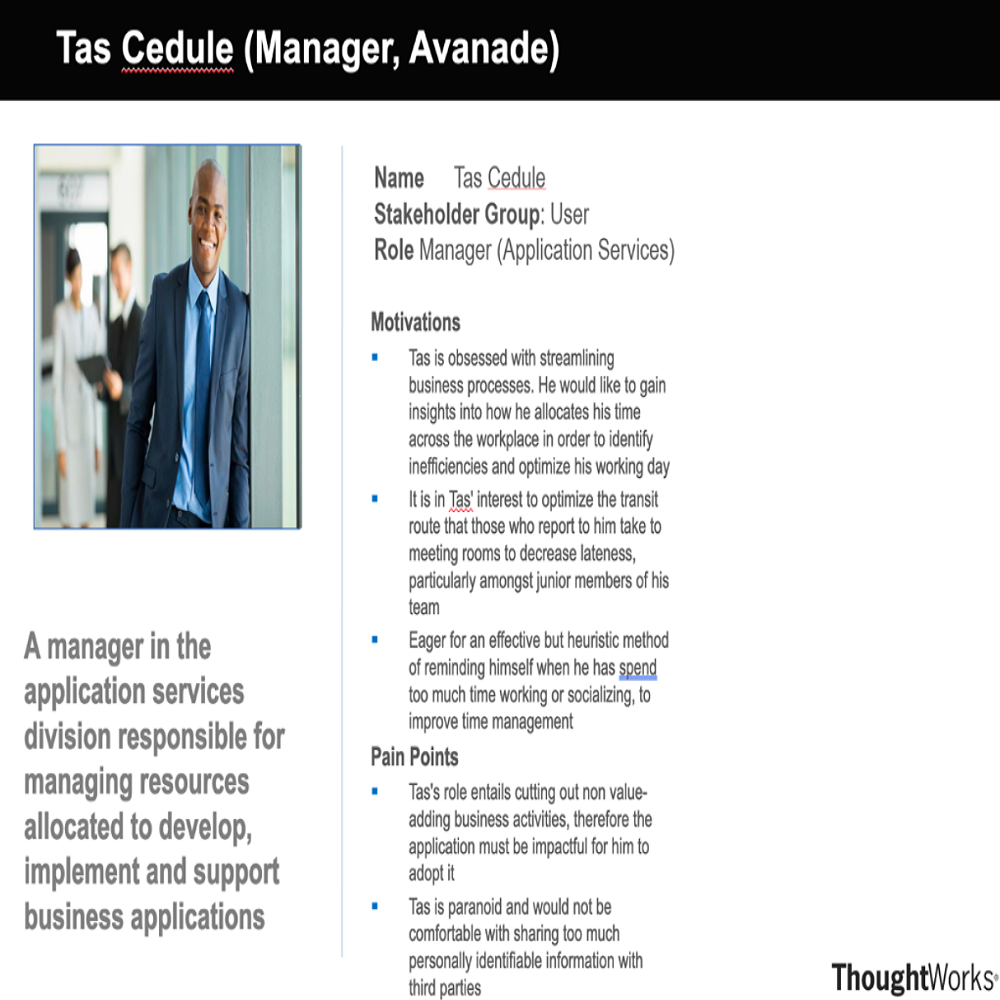 Tas Cedule (Manager, Avanade)
Name Tas Cedule
Stakeholder Group: User
Role Manager (Application Services)
Motivations
▪ Tas is obsessed with streamlining
business processes. He would like to gain
insights into how he allocates his time
across the workplace in order to identify
inefficiencies and optimize his working day
▪ It is in Tas' interest to optimize the transit
route that those who report to him take to
meeting rooms to decrease lateness,
particularly amongst junior members of his
team
▪ Eager for an effective but heuristic method
of reminding himself when he has spend
too much time working or socializing, to
improve time management
Pain Points
▪ Tas's role entails cutting out non value-
adding business activities, therefore the
application must be impactful for him to
adopt it
▪ Tas is paranoid and would not be
comfortable with sharing too much
personally identifiable information with
third parties
A manager in the
application services
division responsible for
managing resources
allocated to develop,
implement and support
business applications
ThoughtWorks®